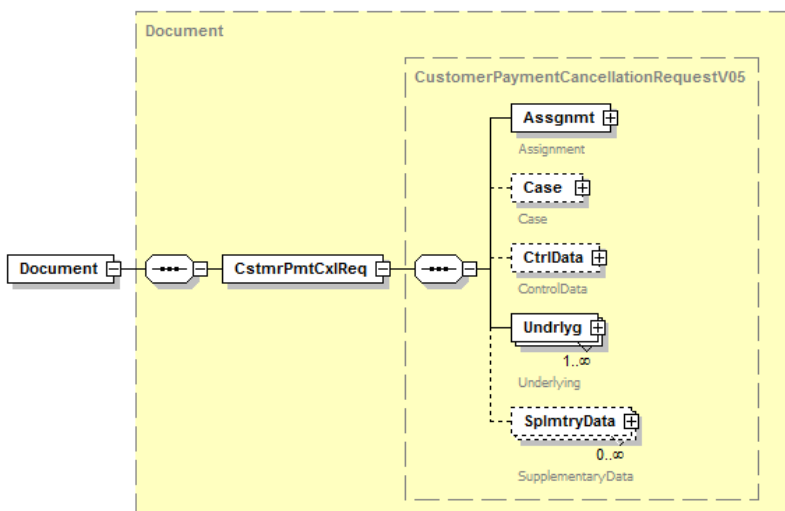 Document
CustomerPaymentCancellationRequestV05
Assgnmt
Assignment
Case
Case
CtrlData
ControlData
Document
CstmrPmtCxlReq
Undrlyg
1..∞
Underlying
SplmtryData
0..∞
SupplementaryData